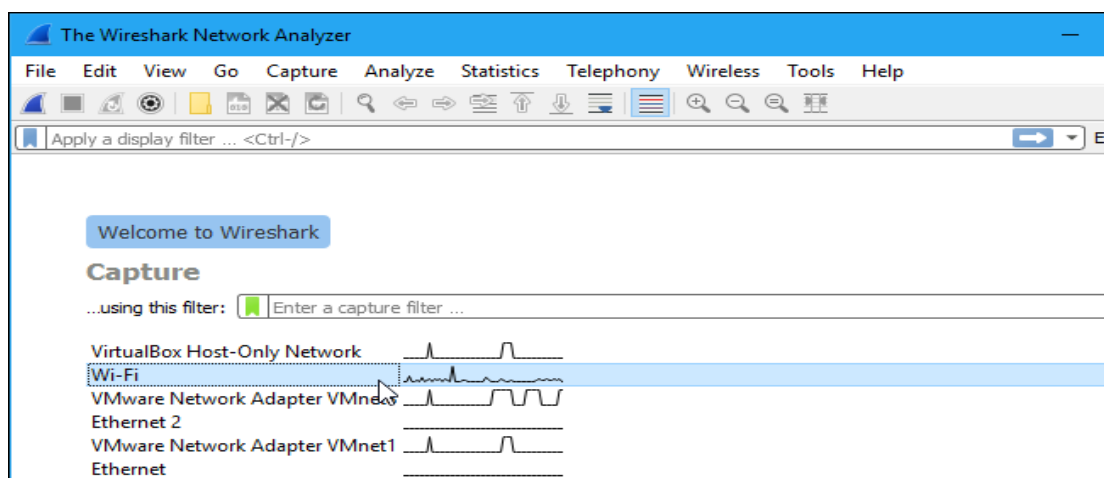 The Wireshark Network Analyzer
File Edit View Go Capture Analyze Statistics Telephony Wireless Tools Help
Apply a display filter ... <Ctrl-/>
Welcome to Wireshark
Capture
...using this filter: Enter a capture filter ...
VirtualBox Host-Only Network
Wi-Fi
VMware Network Adapter
Ethernet 2
VMware Network Adapter VMnet1
Ethernet